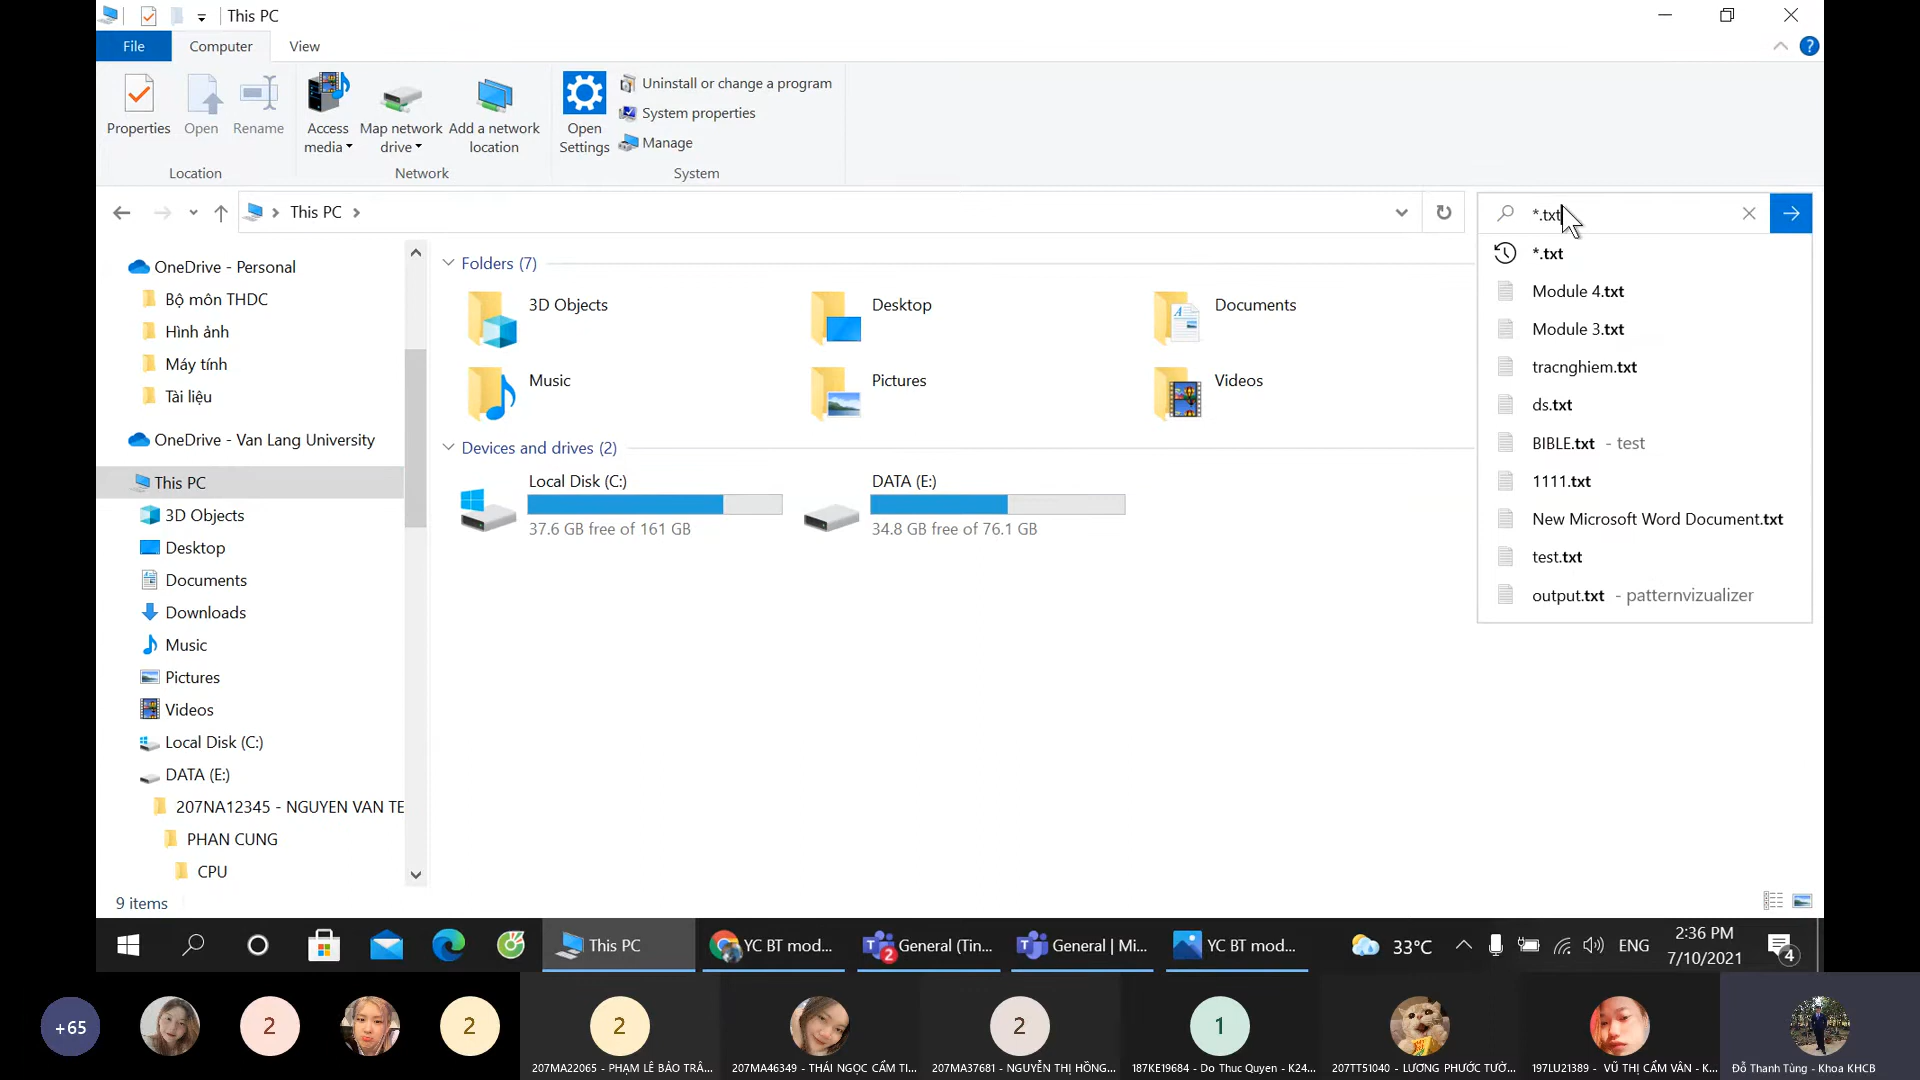 This PC
File
Computer
View
Properties
Open
Rename
Access
media
Map network
drive
Add a network
location
Open
Settings
Uninstall or change a program
System properties
Manage
Location
Network
System
This PC
*.txt
*.txt
Module 4.txt
Module 3.txt
tracnghiem.txt
ds.txt
BIBLE.txt - test
1111.txt
New Microsoft Word Document.txt
test.txt
output.txt - patternvizualizer
OneDrive - Personal
Bộ môn THDC
Hình ảnh
Máy tính
Tài liệu
OneDrive - Van Lang University
This PC
3D Objects
Desktop
Documents
Downloads
Music
Pictures
Videos
Local Disk (C:)
DATA (E:)
207NA12345 - NGUYEN VAN TE
PHAN CUNG
CPU
Folders (7)
3D Objects
Desktop
Documents
Music
Pictures
Videos
Devices and drives (2)
Local Disk (C:)
37.6 GB free of 161 GB
DATA (E:)
34.8 GB free of 76.1 GB
9 items
This PC
YC BT mod...
2
General (Tin...
General | Mi...
YC BT mod...
33°C
ENG
2:36 PM
7/10/2021
4
+65
2
2
2
2
1
207MA22065 - PHẠM LÊ BẢO TRÂ...
207MA46349 - THÁI NGỌC CẨM TI...
207MA37681 - NGUYỄN THỊ HỒNG...
187KE19684 - Do Thuc Quyen - K24...
207TT51040 - LƯƠNG PHƯỚC TƯỜ...
197LU21389 - VŨ THỊ CẨM VÂN - K...
Đỗ Thanh Tùng - Khoa KHCB